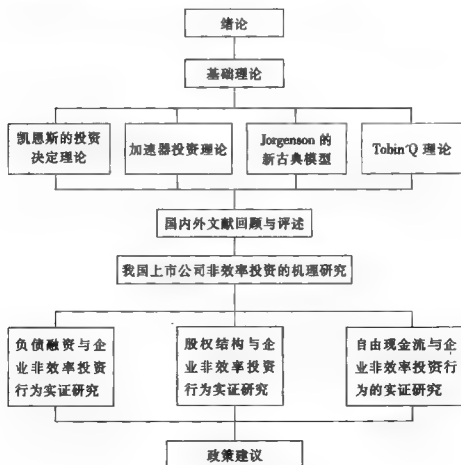 绪论
基础理论
凯恩斯的投资
决定理论
加速器投资理论
Jorgenson 的
新古典模型
Tobin'Q 理论
国内外文献回顾与评述
我国上市公司非效率投资的机理研究
负债融资与企
业非效率投资
行为实证研究
股权结构与企
业非效率投资
行为实证研究
自由现金流与企
业非效率投资行
为的实证研究
政策建议